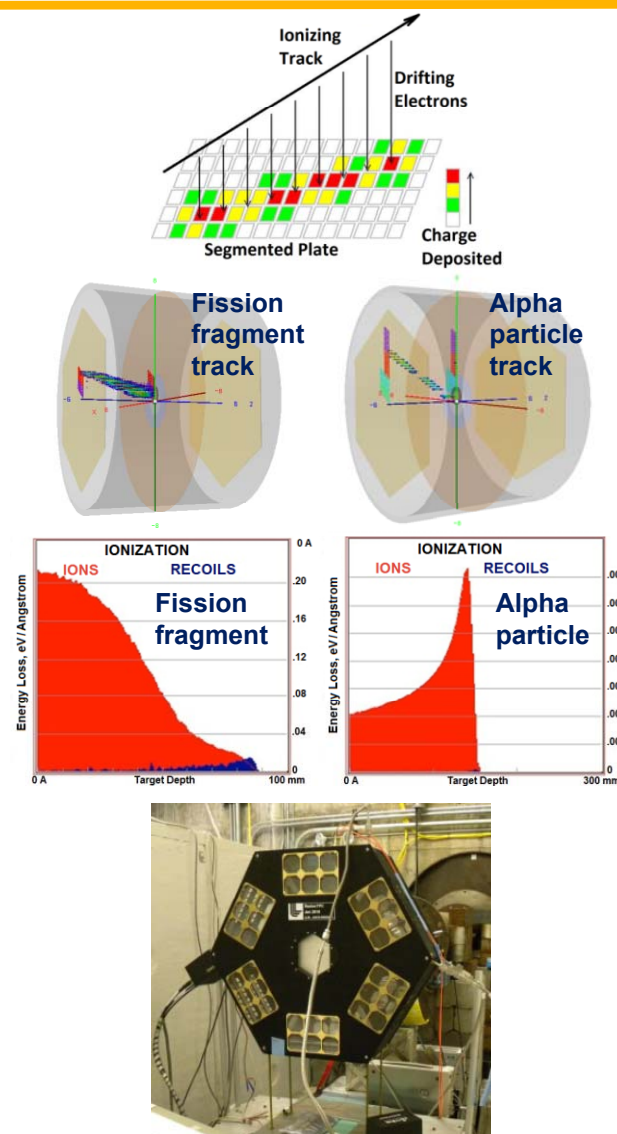 Ionizing
Track
Drifting
Electrons
Segmented Plate
Charge
Deposited
Fission
fragment
track
Alpha
particle
track
IONIZATION
IONS RECOILS
Fission
fragment
Energy Loss, eV/Angstrom
0 A
.20
.16
.12
.08
.04
0
0 A Target Depth 100 mm
IONIZATION
IONS RECOILS
Alpha
particle
Energy Loss, eV/Angstrom
0 A Target Depth 300 mm